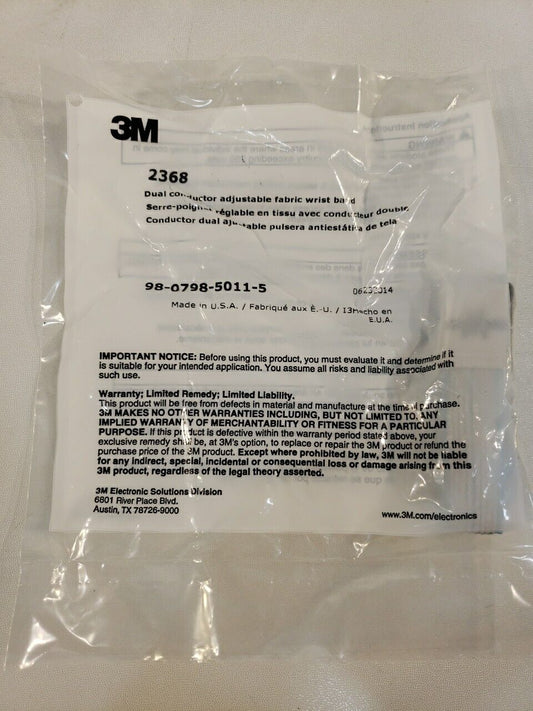 3M
2368
Dual conductor adjustable fabric wrist band
Serre-poignet réglable en tissu avec conducteur double
Conductor dual ajustable pulsera antiestática de tela
98-0798-5011-5
06232014
Made in U.S.A. / Fabriqué aux É.-U. / I3hecho en
E.U.A.
IMPORTANT NOTICE: Before using this product, you must evaluate it and determine if it
is suitable for your intended application. You assume all risks and liability associated with
such use.
Warranty; Limited Remedy; Limited Liability.
This product will be free from defects in material and manufacture at the time of purchase.
3M MAKES NO OTHER WARRANTIES INCLUDING, BUT NOT LIMITED TO, ANY
IMPLIED WARRANTY OF MERCHANTABILITY OR FITNESS FOR A PARTICULAR
PURPOSE. If this product is defective within the warranty period stated above, your
exclusive remedy shall be, at 3M's option, to replace or repair the 3M product or refund the
purchase price of the 3M product. Except where prohibited by law, 3M will not be liable
for any indirect, special, incidental or consequential loss or damage arising from this
3M product, regardless of the legal theory asserted.
3M Electronic Solutions Division
6801 River Place Blvd.
Austin, TX 78726-9000
www.3M.com/electronics